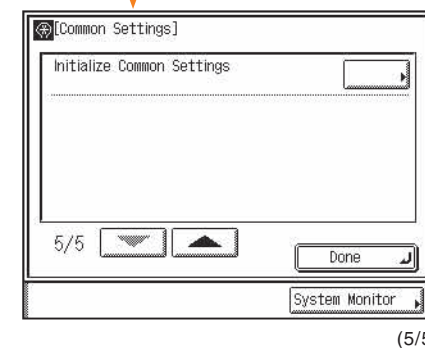 [Common Settings]
Initialize Common Settings
5/5
Done
System Monitor
(5/5